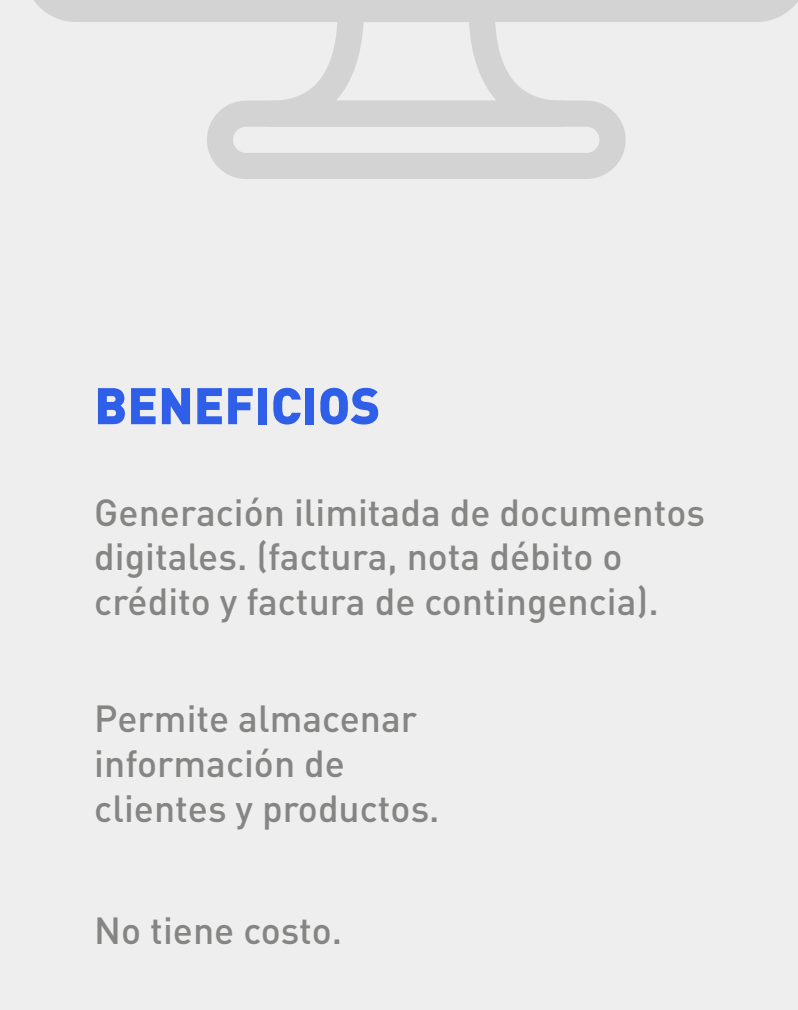 BENEFICIOS
Generación ilimitada de documentos
digitales. (factura, nota débito o
crédito y factura de contingencia).
Permite almacenar
información de
clientes y productos.
No tiene costo.